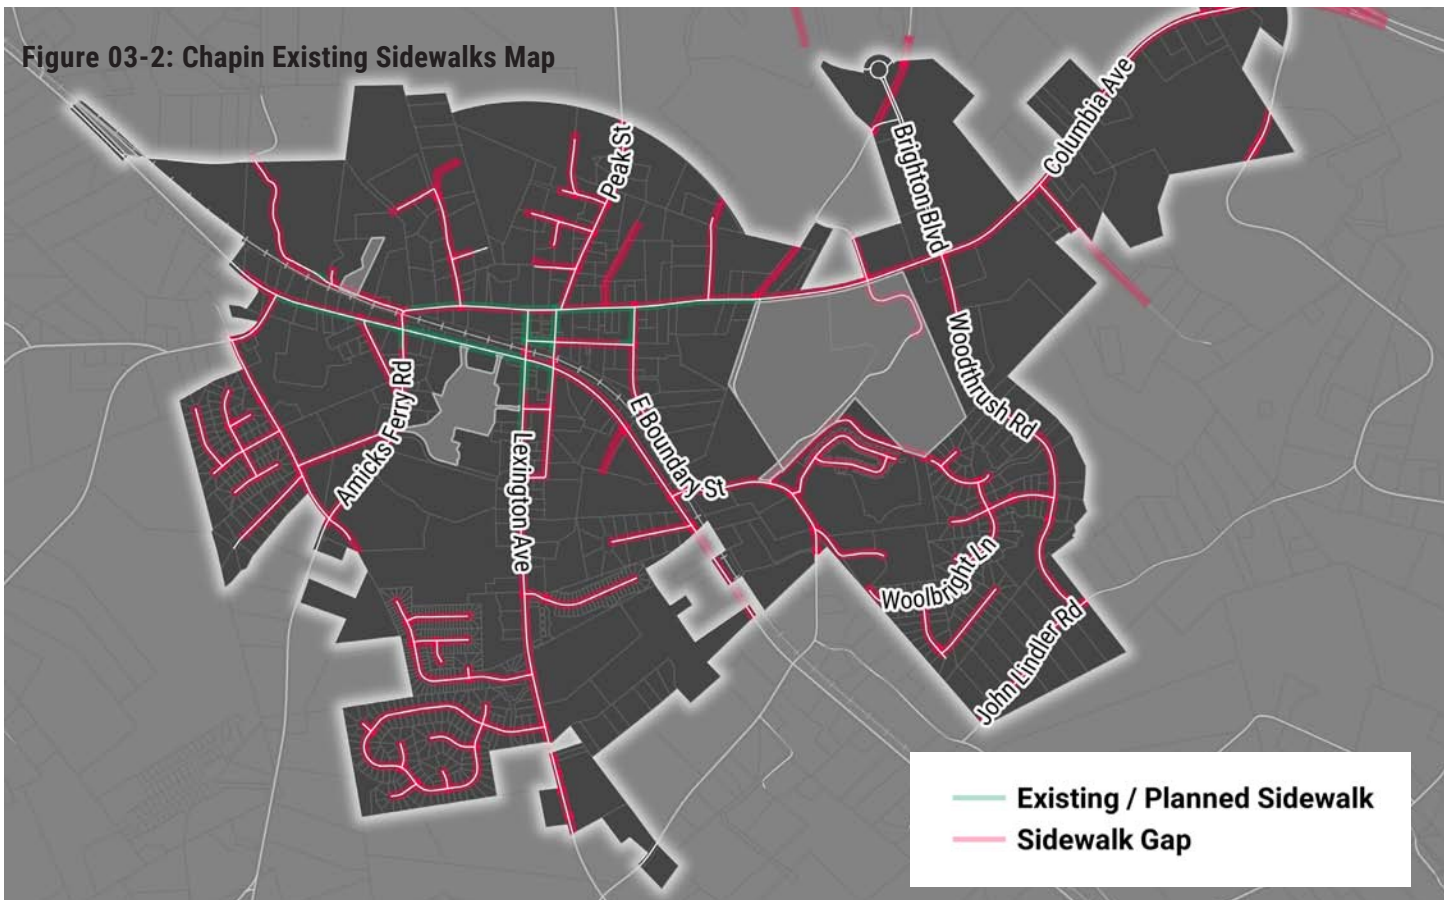 Figure 03-2: Chapin Existing Sidewalks Map
Peak St
Columbia Ave
Brighton Blvd
Woodthrush Rd
Amicks Ferry Rd
Lexington Ave
E Boundary St
Woolbright Ln
John Lindler Rd
Existing / Planned Sidewalk
Sidewalk Gap